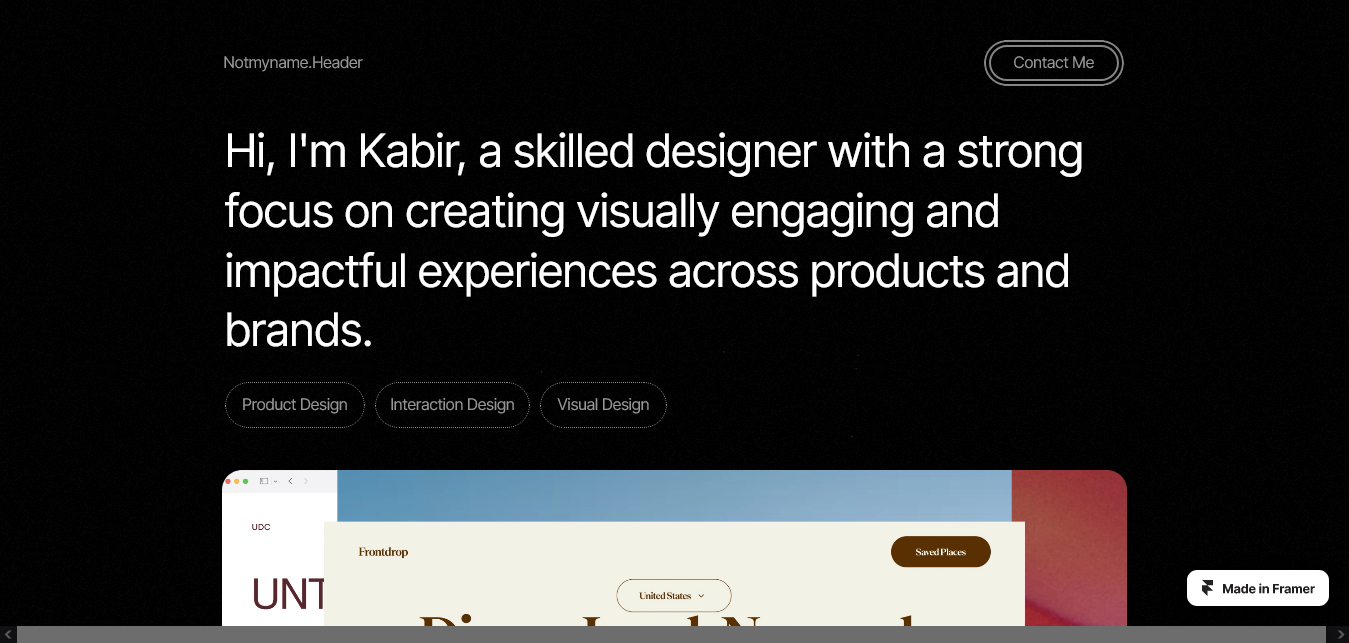 Notmyname.Header
Contact Me
Hi, I'm Kabir, a skilled designer with a strong
focus on creating visually engaging and
impactful experiences across products and
brands.
Product Design
Interaction Design
Visual Design
UDC
Frontdrop
Saved Places
United States
UNT
Made in Framer